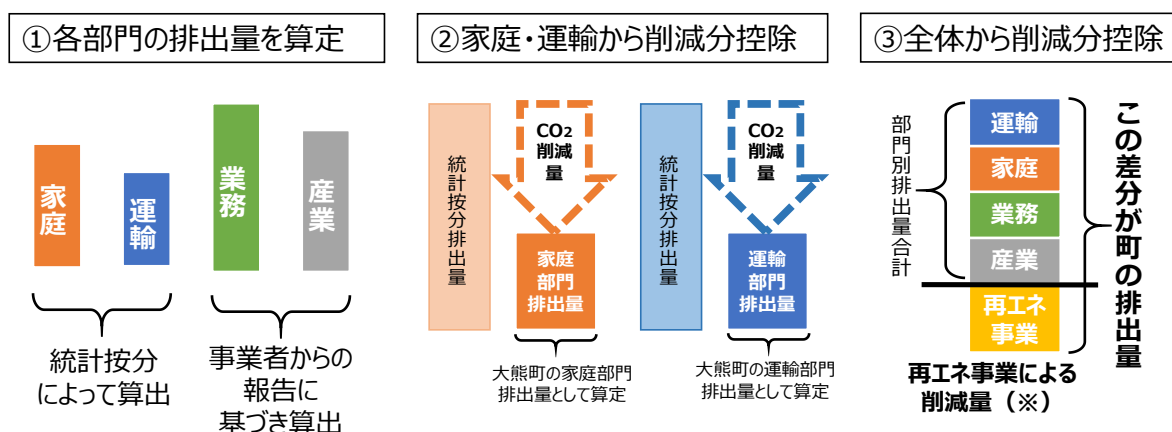 ①各部門の排出量を算定
家庭
運輸
業務
産業
統計按分
によって算出
事業者からの
報告に
基づき算出
②家庭・運輸から削減分控除
統計按分排出量
CO2
削減
量
家庭
部門
排出量
大熊町の家庭部門
排出量として算定
統計按分排出量
CO2
削減
量
運輸
部門
排出量
大熊町の運輸部門
排出量として算定
③全体から削減分控除
部門別排出量合計
運輸
家庭
業務
産業
再エネ
事業
この差分が町の排出量
再エネ事業による
削減量（※）